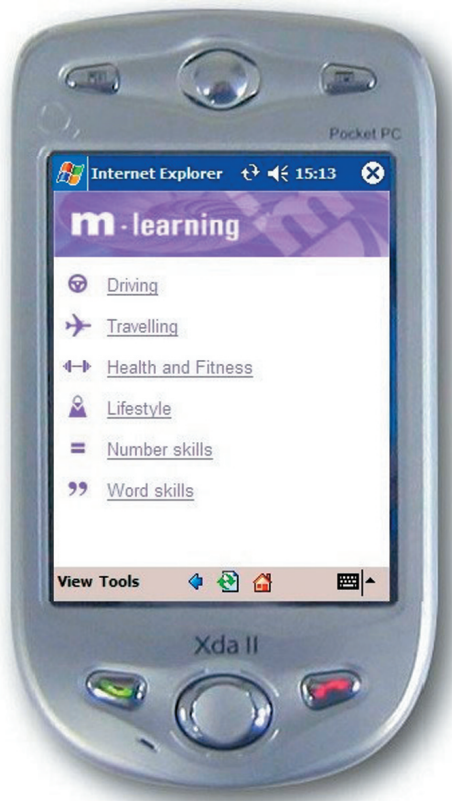 Pocket PC
Internet Explorer 15:13
m-learning
Driving
Travelling
Health and Fitness
Lifestyle
= Number skills
” Word skills
View Tools
Xda II